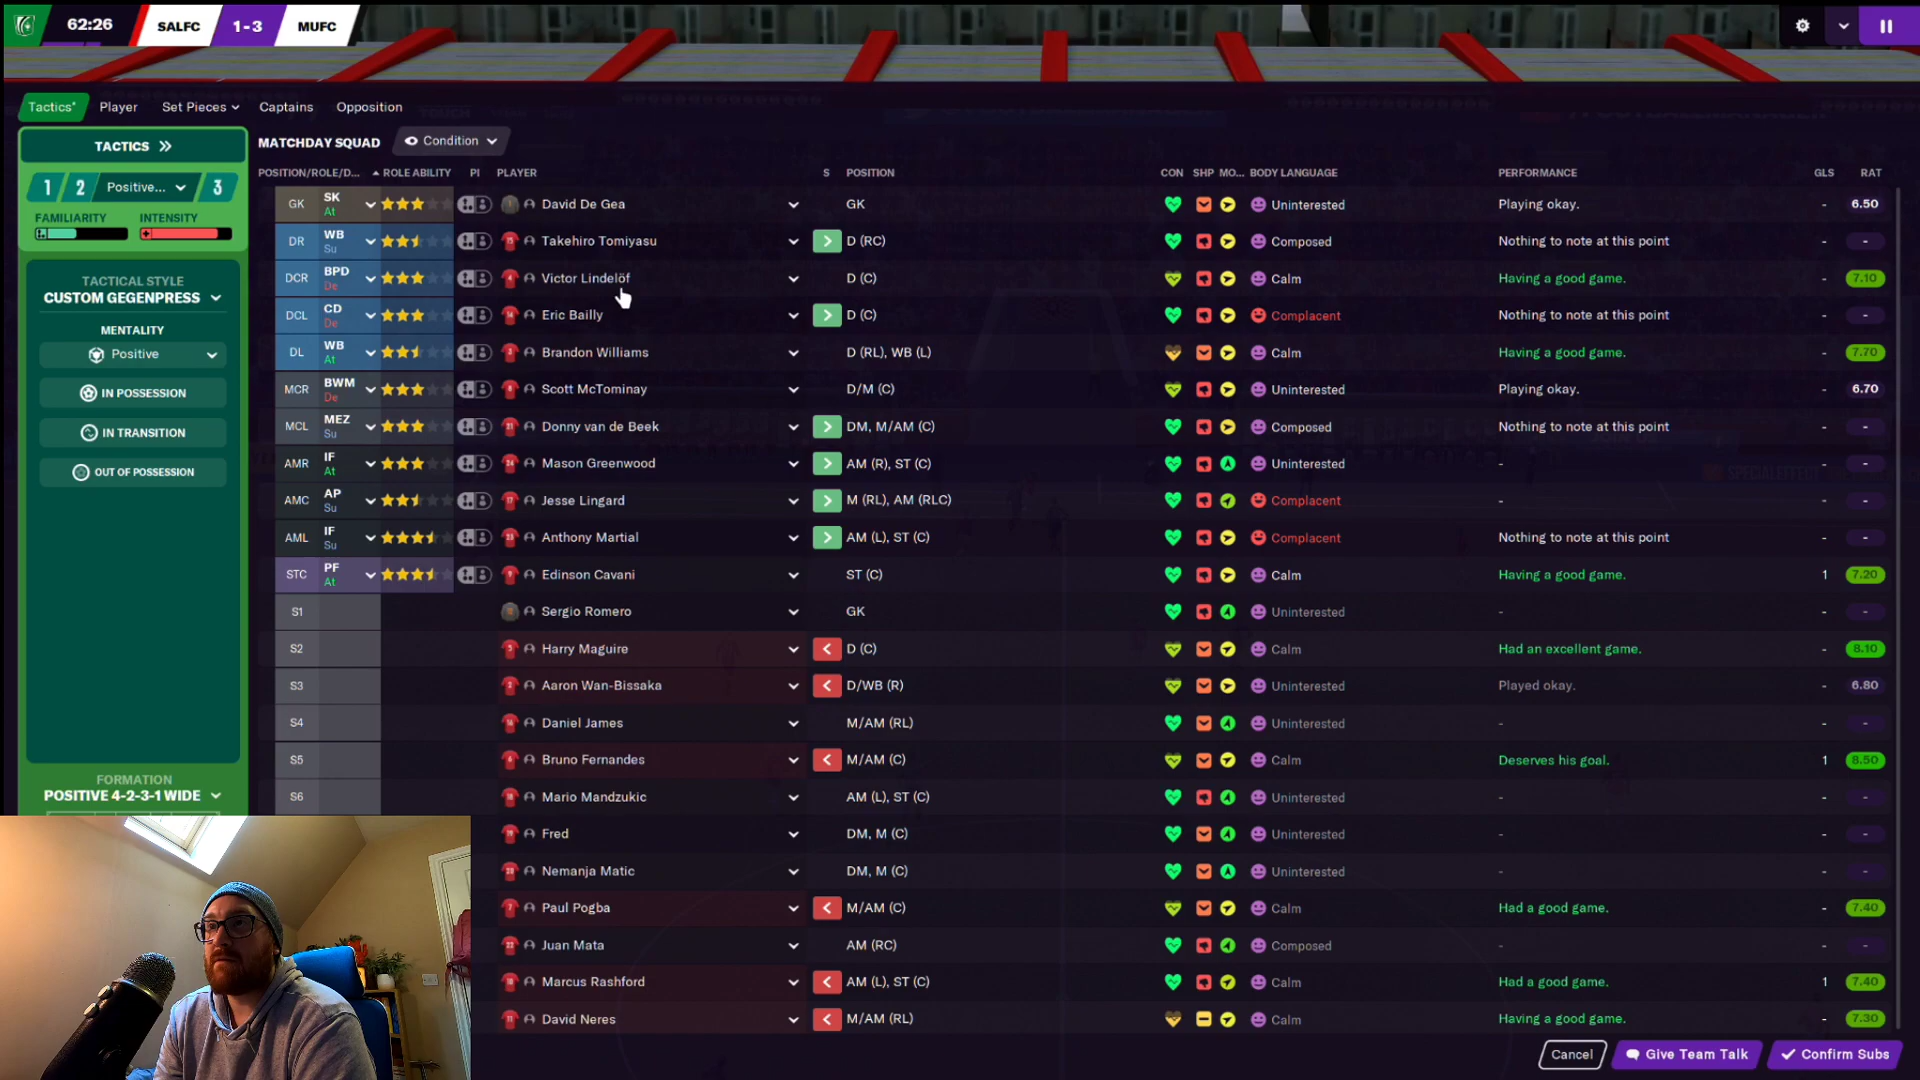 62:26 SALFC 1-3 MUFC
Tactics* Player Set Pieces Captains Opposition
TACTICS
1 2 Positive... 3
FAMILIARITY INTENSITY
TACTICAL STYLE
CUSTOM GEGENPRESS
MENTALITY
Positive
IN POSSESSION
IN TRANSITION
OUT OF POSSESSION
FORMATION
POSITIVE 4-2-3-1 WIDE
MATCHDAY SQUAD Condition
POSITION/ROLE/D... ROLE ABILITY PI PLAYER S POSITION CON SHP MO... BODY LANGUAGE PERFORMANCE GLS RAT
GK SK At David De Gea GK Uninterested Playing okay. - 6.50
DR WB Su Takehiro Tomiyasu D (RC) Composed Nothing to note at this point - -
DCR BPD De Victor Lindelöf D (C) Calm Having a good game. - 7.10
DCL CD De Eric Bailly D (C) Complacent Nothing to note at this point - -
DL WB At Brandon Williams D (RL), WB (L) Calm Having a good game. - 7.70
MCR BWM De Scott McTominay D/M (C) Uninterested Playing okay. - 6.70
MCL MEZ Su Donny van de Beek DM, M/AM (C) Composed Nothing to note at this point - -
AMR IF At Mason Greenwood AM (R), ST (C) Uninterested - - -
AMC AP Su Jesse Lingard M (RL), AM (RLC) Complacent - - -
AML IF Su Anthony Martial AM (L), ST (C) Complacent Nothing to note at this point - -
STC PF At Edinson Cavani ST (C) Calm Having a good game. 1 7.20
S1 Sergio Romero GK Uninterested - - -
S2 Harry Maguire D (C) Calm Had an excellent game. - 8.10
S3 Aaron Wan-Bissaka D/WB (R) Uninterested Played okay. - 6.80
S4 Daniel James M/AM (RL) Uninterested - - -
S5 Bruno Fernandes M/AM (C) Calm Deserves his goal. 1 8.50
S6 Mario Mandzukic AM (L), ST (C) Uninterested - - -
Fred DM, M (C) Uninterested - - -
Nemanja Matic DM, M (C) Uninterested - - -
Paul Pogba M/AM (C) Calm Had a good game. - 7.40
Juan Mata AM (RC) Composed - - -
Marcus Rashford AM (L), ST (C) Calm Had a good game. 1 7.40
David Neres M/AM (RL) Calm Having a good game. - 7.30
Cancel Give Team Talk Confirm Subs